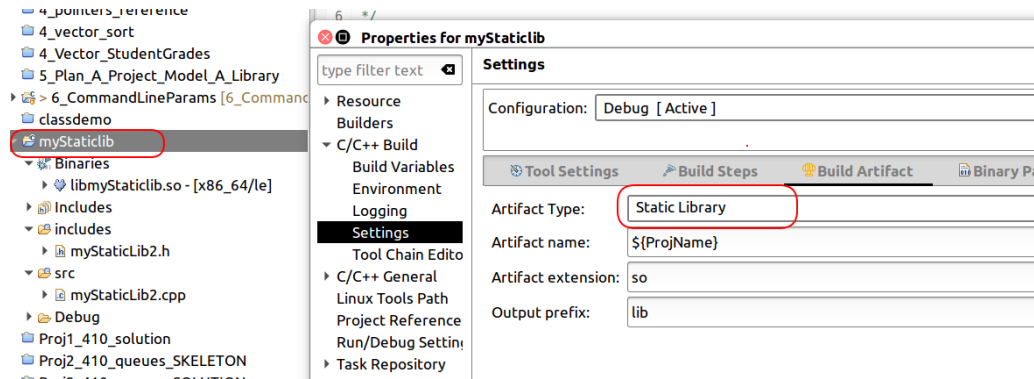 4_pointers_reference
4_vector_sort
4_Vector_StudentGrades
5_Plan_A_Project_Model_A_Library
> 6_CommandLineParams [6_Comman
classdemo
myStaticlib
Binaries
libmyStaticlib.so - [x86_64/le]
Includes
includes
myStaticLib2.h
src
myStaticLib2.cpp
Debug
Proj1_410_solution
Proj2_410_queues_SKELETON
6 */
Properties for myStaticlib
type filter text
Resource
Builders
C/C++ Build
Build Variables
Environment
Logging
Settings
Tool Chain Edito
C/C++ General
Linux Tools Path
Project Reference
Run/Debug Setting
Task Repository
Settings
Configuration: Debug [ Active ]
Tool Settings Build Steps Build Artifact Binary Pa
Artifact Type: Static Library
Artifact name: ${ProjName}
Artifact extension: so
Output prefix: lib